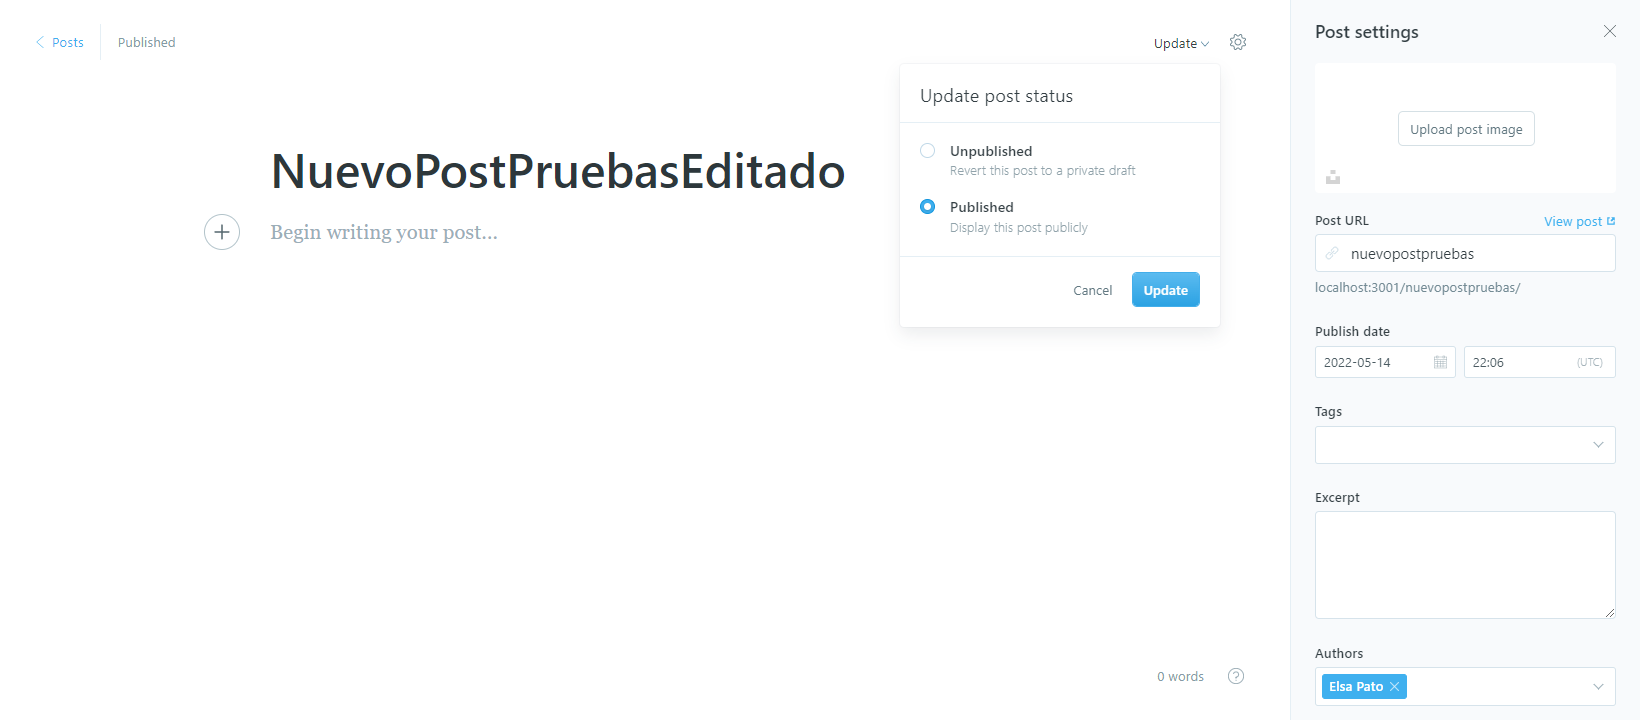 Posts
Published
Update
Update post status
Unpublished
Revert this post to a private draft
Published
Display this post publicly
Cancel
Update
NuevoPostPruebasEditado
Begin writing your post...
0 words
?
Post settings
Upload post image
Post URL
View post
nuevopostpruebas
localhost:3001/nuevopostpruebas/
Publish date
2022-05-14
22:06
(UTC)
Tags
Excerpt
Authors
Elsa Pato